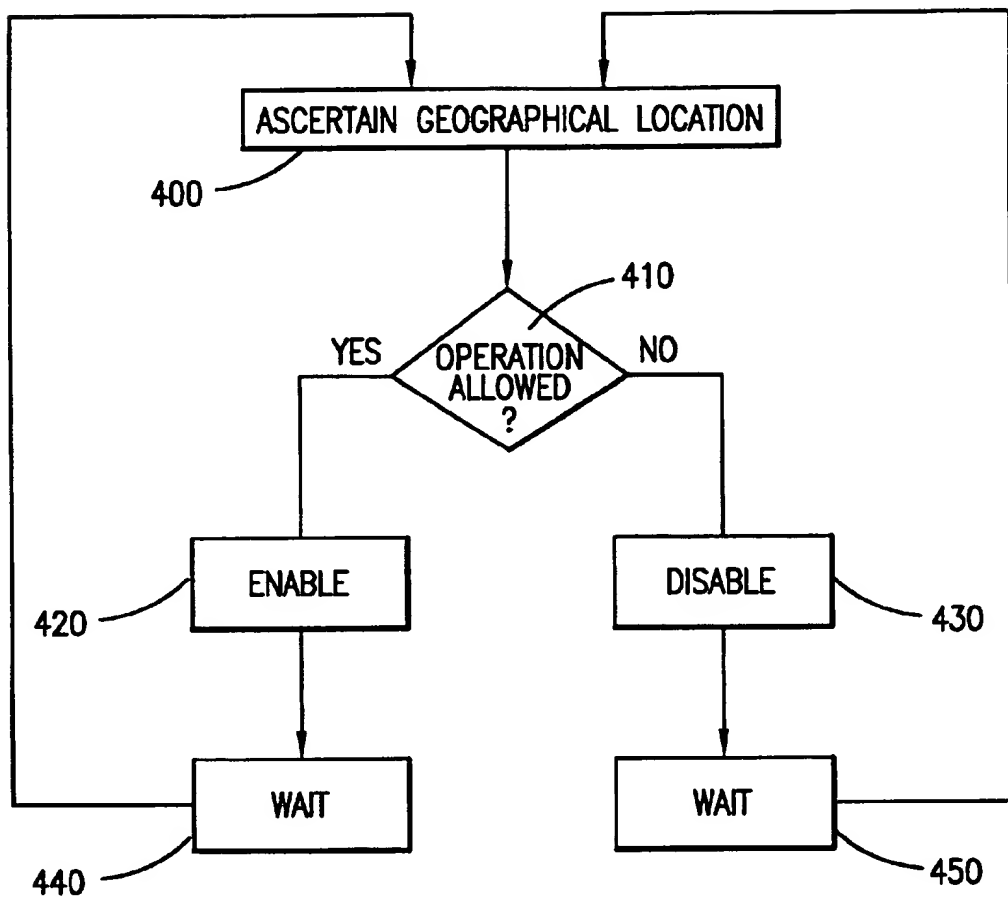 ASCERTAIN GEOGRAPHICAL LOCATION
400
410
YES
OPERATION
ALLOWED
?
NO
ENABLE
DISABLE
420
430
WAIT
WAIT
440
450